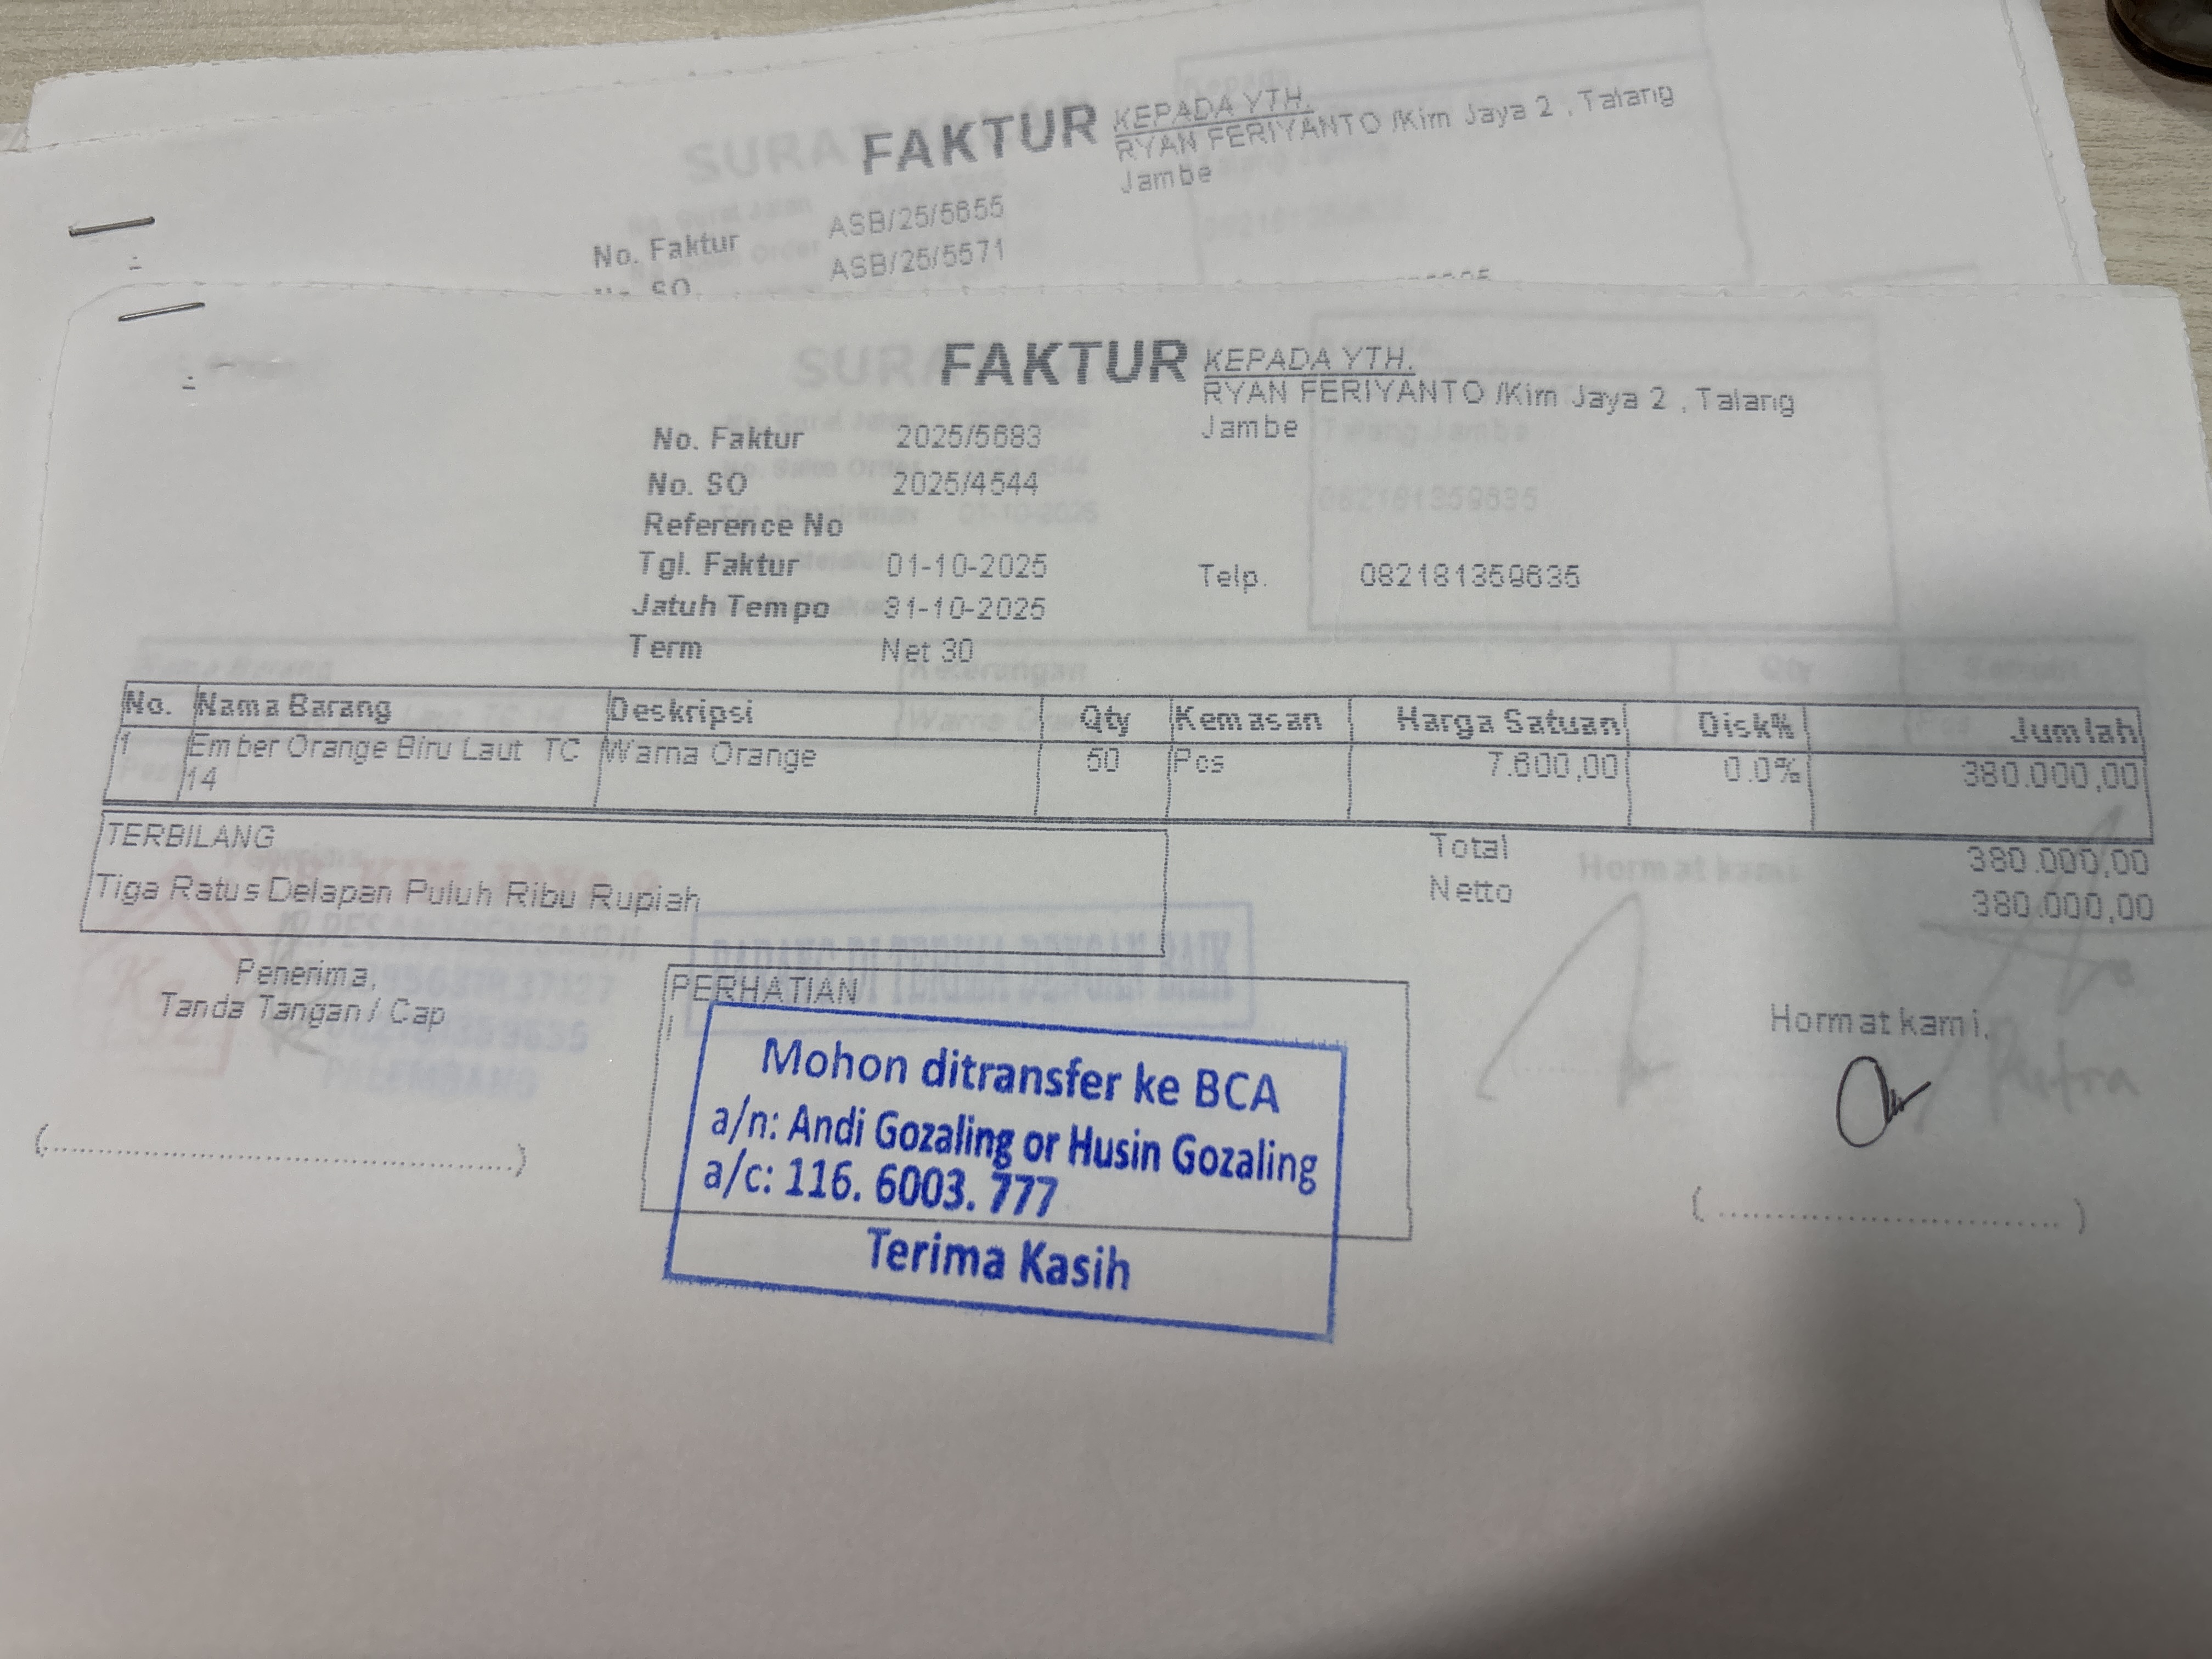 FAKTUR
KEPADA YTH.
RYAN FERIYANTO /Kim Jaya 2 , Talang
Jambe
No. Faktur ASB/25/5655
SO ASB/25/5571
FAKTUR
KEPADA YTH.
RYAN FERIYANTO /Kim Jaya 2 , Talang
Jambe
No. Faktur 2025/5683
No. SO 2025/4544
Reference No
Tgl. Faktur 01-10-2025
Jatuh Tempo 31-10-2025
Term Net 30
Telp. 082181359635
No. Nama Barang Deskripsi Qty Kemasan Harga Satuan Disk% Jumlah
1 Ember Orange Biru Laut TC Warna Orange 50 Pcs 7.600,00 0.0% 380.000,00
14
TERBILANG
Tiga Ratus Delapan Puluh Ribu Rupiah
Total 380.000,00
Netto 380.000,00
Penerima,
Tanda Tangan / Cap
PERHATIAN
Mohon ditransfer ke BCA
a/n: Andi Gozaling or Husin Gozaling
a/c: 116. 6003. 777
Terima Kasih
Hormat kami,